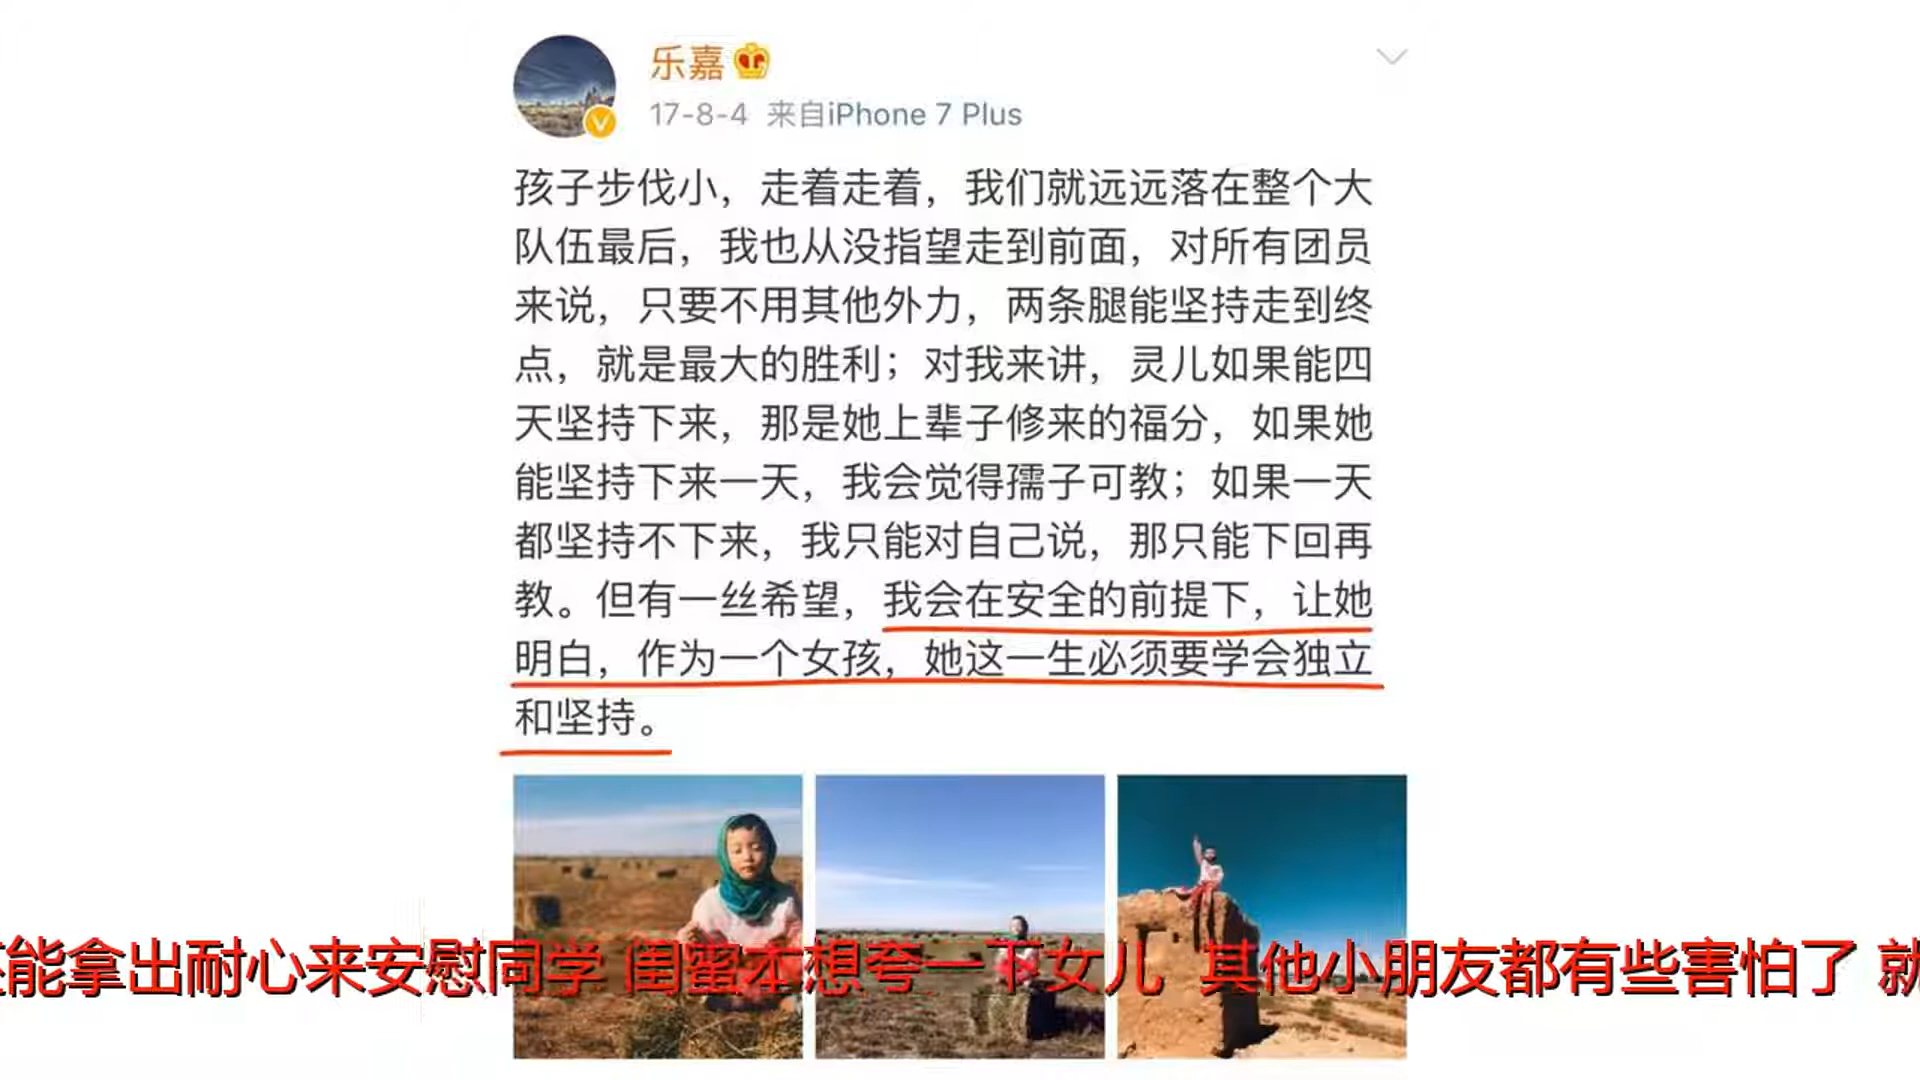 乐嘉
17-8-4 来自iPhone 7 Plus
孩子步伐小，走着走着，我们就远远落在整个大
队伍最后，我也从没指望走到前面，对所有团员
来说，只要不用其他外力，两条腿能坚持走到终
点，就是最大的胜利；对我来讲，灵儿如果能四
天坚持下来，那是她上辈子修来的福分，如果她
能坚持下来一天，我会觉得孺子可教；如果一天
都坚持不下来，我只能对自己说，那只能下回再
教。但有一丝希望，我会在安全的前提下，让她
明白，作为一个女孩，她这一生必须要学会独立
和坚持。
能拿出耐心来安慰同学 闺蜜本想夸一下女儿 其他小朋友都有些害怕了 就